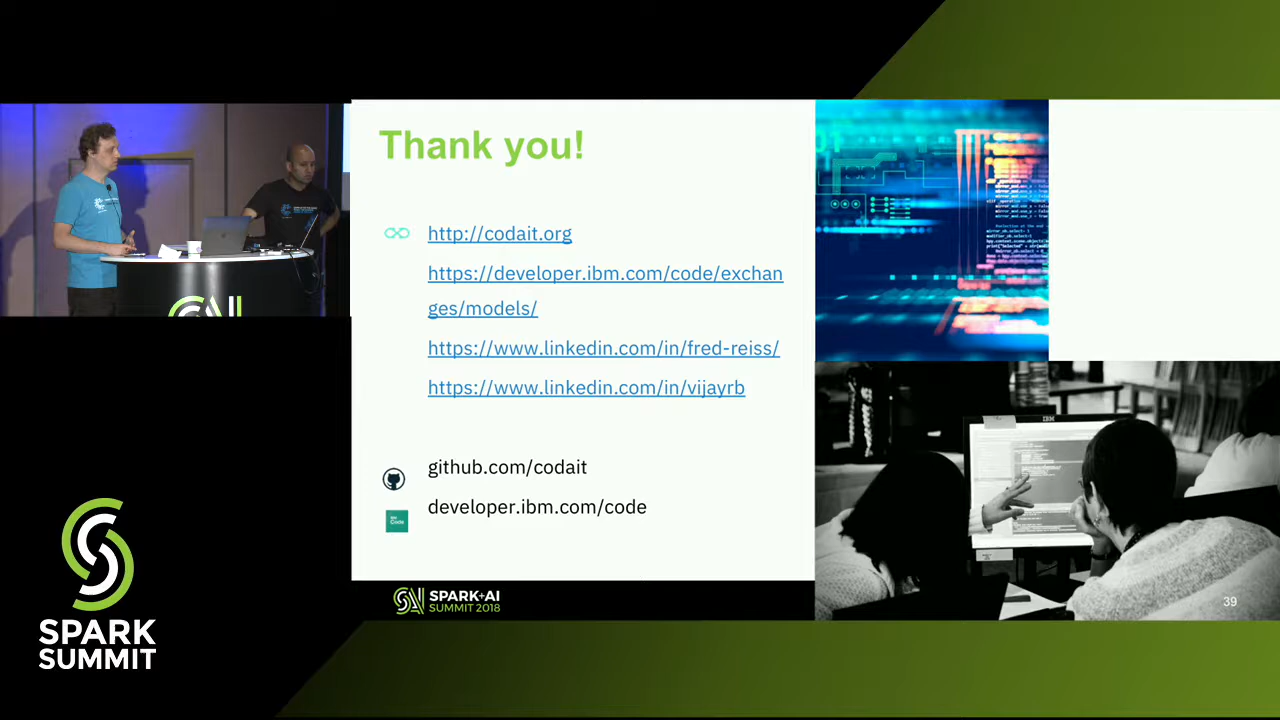 Thank you!
http://codait.org
https://developer.ibm.com/code/exchan
ges/models/
https://www.linkedin.com/in/fred-reiss/
https://www.linkedin.com/in/vijayrb
github.com/codait
developer.ibm.com/code
SPARK+AI
SUMMIT 2018
39
SPARK
SUMMIT
IBM